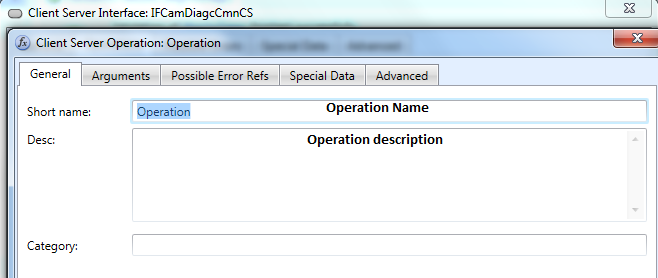 Client Server Interface: IFCamDiagcCmnCS
Client Server Operation: Operation
General Arguments Possible Error Refs Special Data Advanced
Short name: Operation Operation Name
Desc: Operation description
Category: